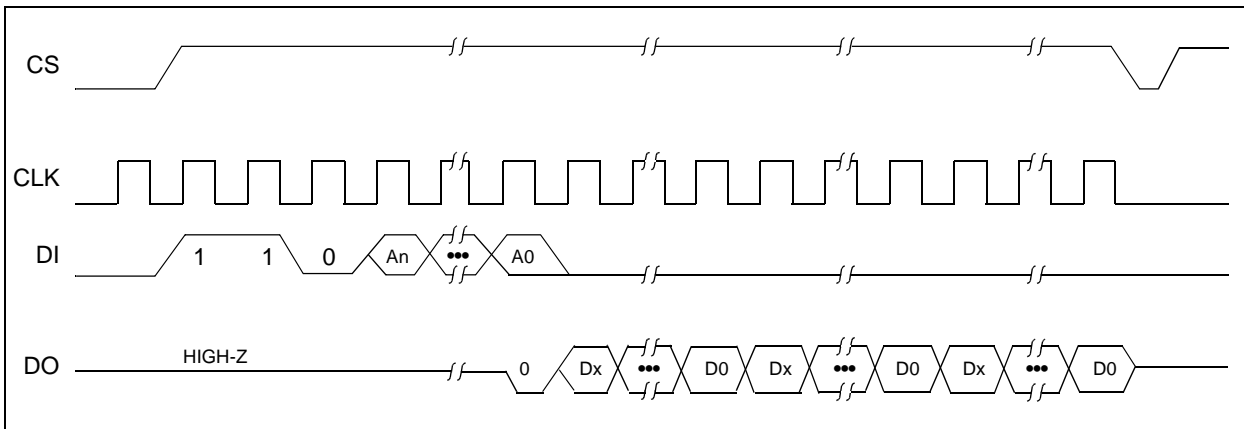 CS
CLK
DI 1 1 0 An ••• A0
DO HIGH-Z 0 Dx ••• D0 Dx ••• D0 Dx ••• D0